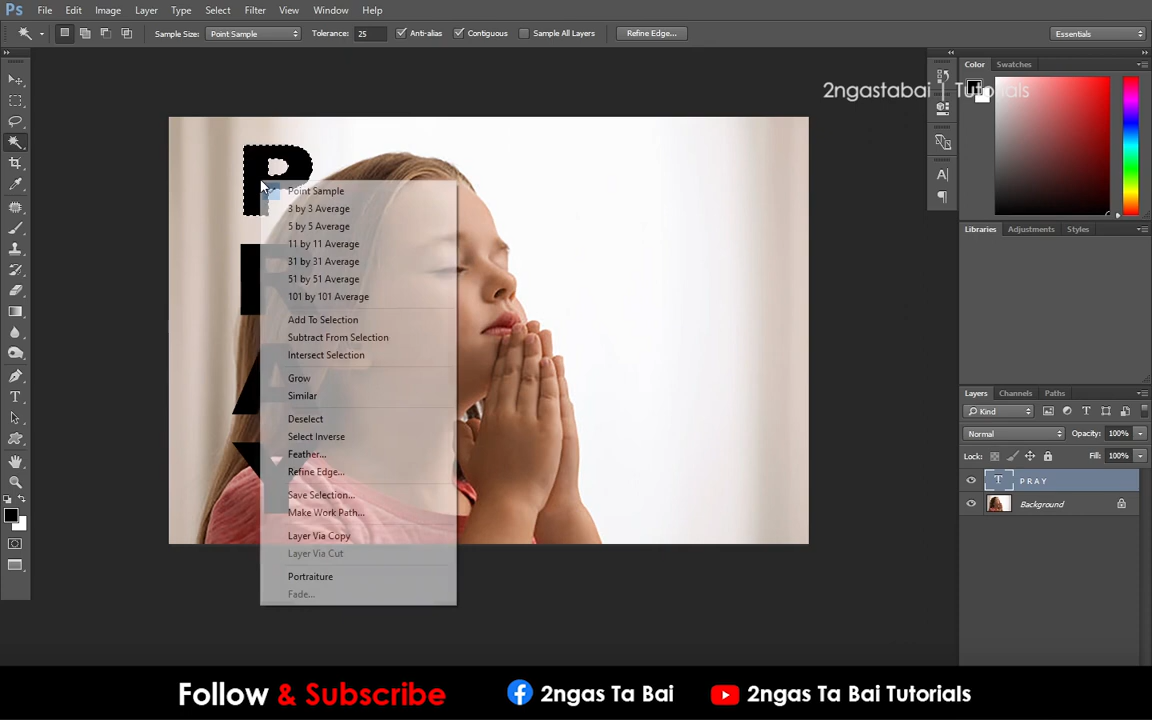 Ps File Edit Image Layer Type Select Filter View Window Help
Sample Size: Point Sample Tolerance: 25 Anti-alias Contiguous Sample All Layers Refine Edge... Essentials
Color Swatches
2ngastabai | Tutorials
P
R
A
Y
Point Sample
3 by 3 Average
5 by 5 Average
11 by 11 Average
31 by 31 Average
51 by 51 Average
101 by 101 Average
Add To Selection
Subtract From Selection
Intersect Selection
Grow
Similar
Deselect
Select Inverse
Feather...
Refine Edge...
Save Selection...
Make Work Path...
Layer Via Copy
Layer Via Cut
Portraiture
Fade...
Libraries Adjustments Styles
Layers Channels Paths
Kind
Normal Opacity: 100%
Lock: Fill: 100%
T P R A Y
Background
Follow & Subscribe 2ngas Ta Bai 2ngas Ta Bai Tutorials